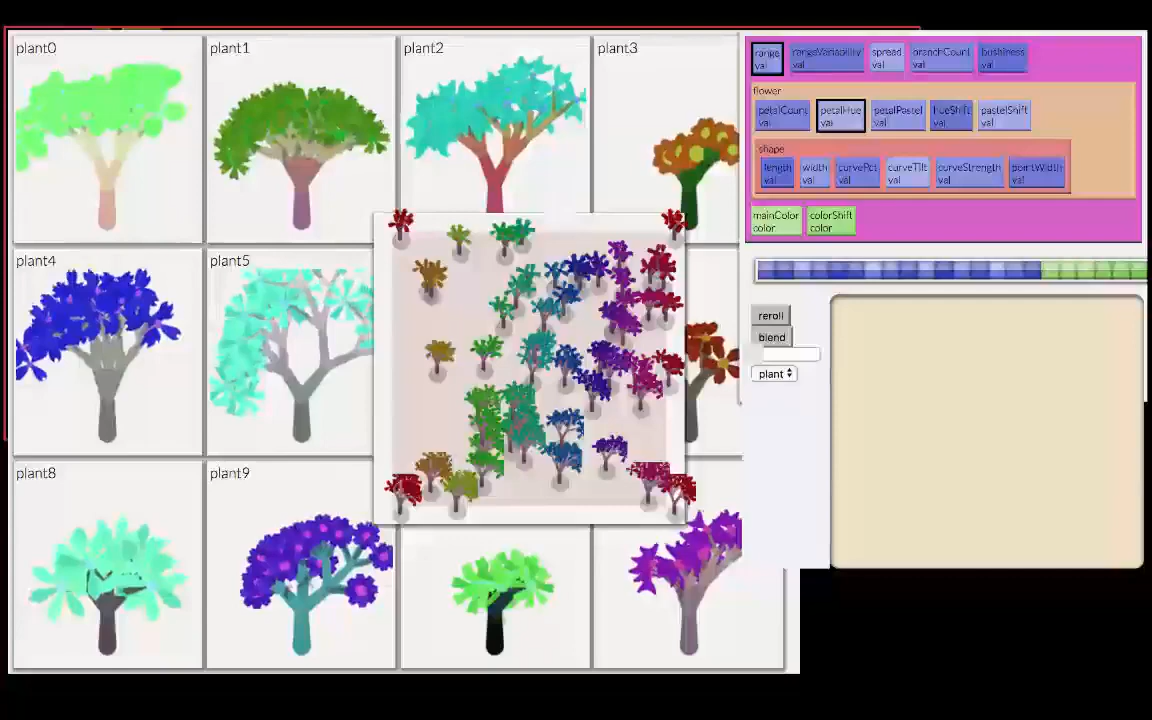 plant0
plant1
plant2
plant3
plant4
plant5
plant8
plant9
range
val
rangeVariability
val
spread
val
branchCount
val
bushiness
val
flower
petalCount
val
petalHue
val
petalPastel
val
hueShift
val
pastelShift
val
shape
length
val
width
val
curvePct
val
curveTilt
val
curveStrength
val
pointWidth
val
mainColor
color
colorShift
color
reroll
blend
plant